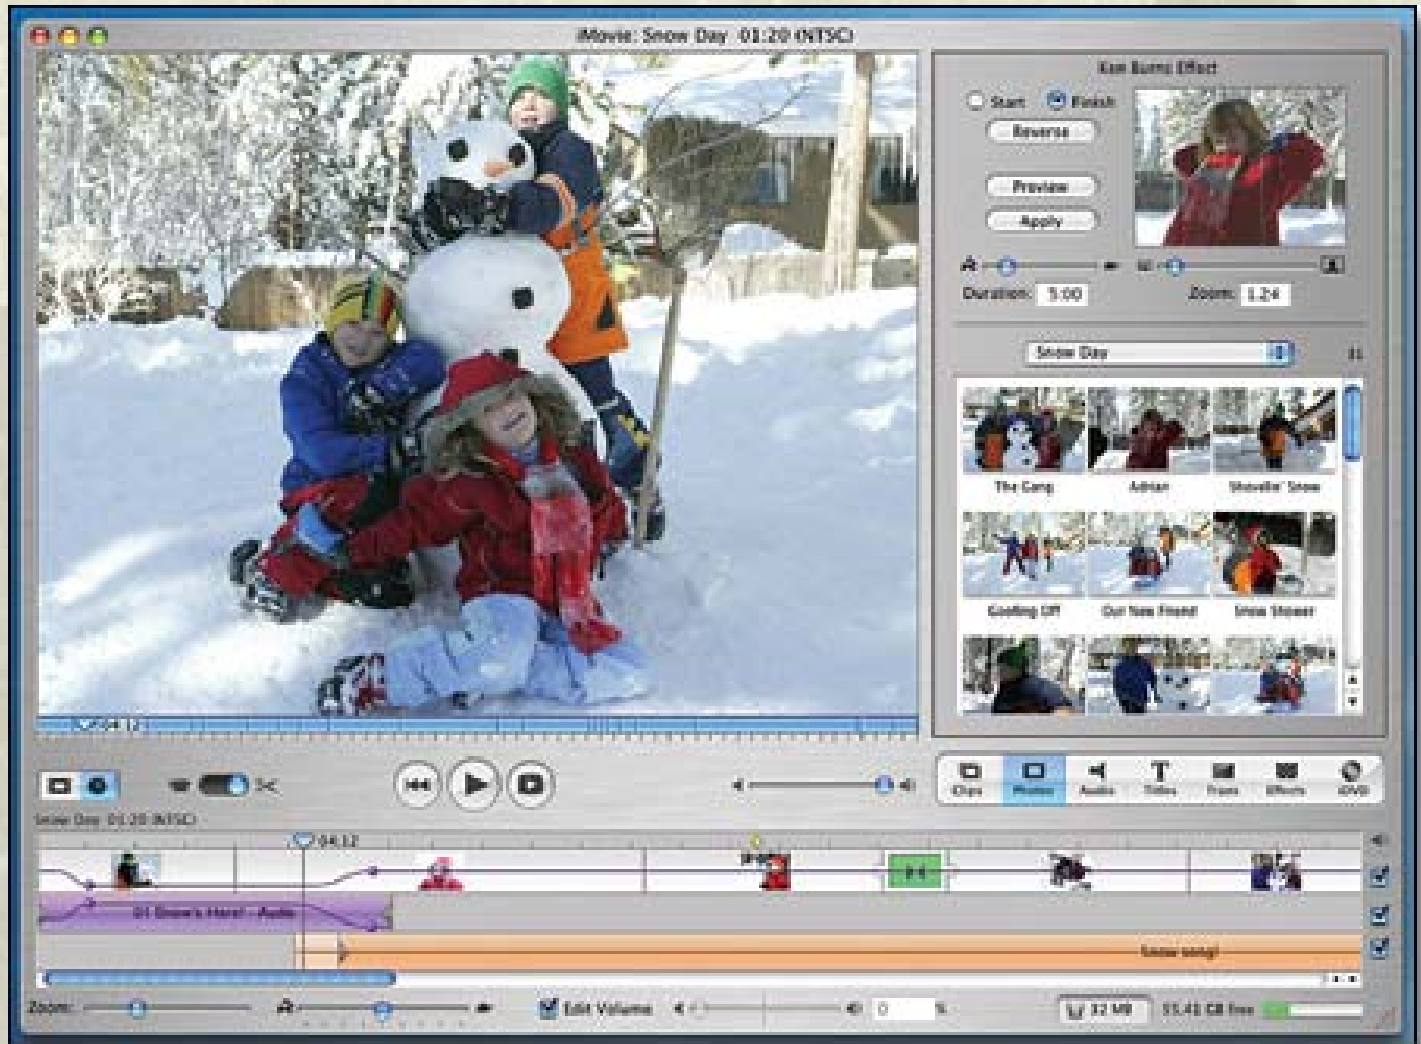 iMovie: Snow Day 01:20 (NTSC)
Ken Burns Effect
Start Finish
Reverse
Preview
Apply
Duration: 5:00 Zoom: 1.24
Snow Day
The Gang Adrian Shovelin' Snow
Goofing Off Our New Friend Snow Shower
04:12
Clips Photos Audio Titles Trans Effects iDVD
Snow Day 01:20 (NTSC)
04:12
01 Snow's Here! - Audio
Snow song!
Zoom: Edit Volume 0 %
32 MB 55.41 GB free